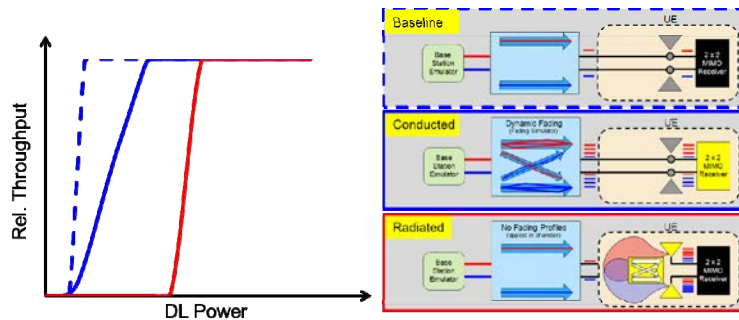 Rel. Throughput
DL Power
Baseline
UE
Base
Station
Emulator
2 x 2
MIMO
Receiver
Conducted
Dynamic Fading
(Fading Simulator)
UE
Base
Station
Emulator
2 x 2
MIMO
Receiver
Radiated
No Fading Profiles
UE
Base
Station
Emulator
2 x 2
MIMO
Receiver